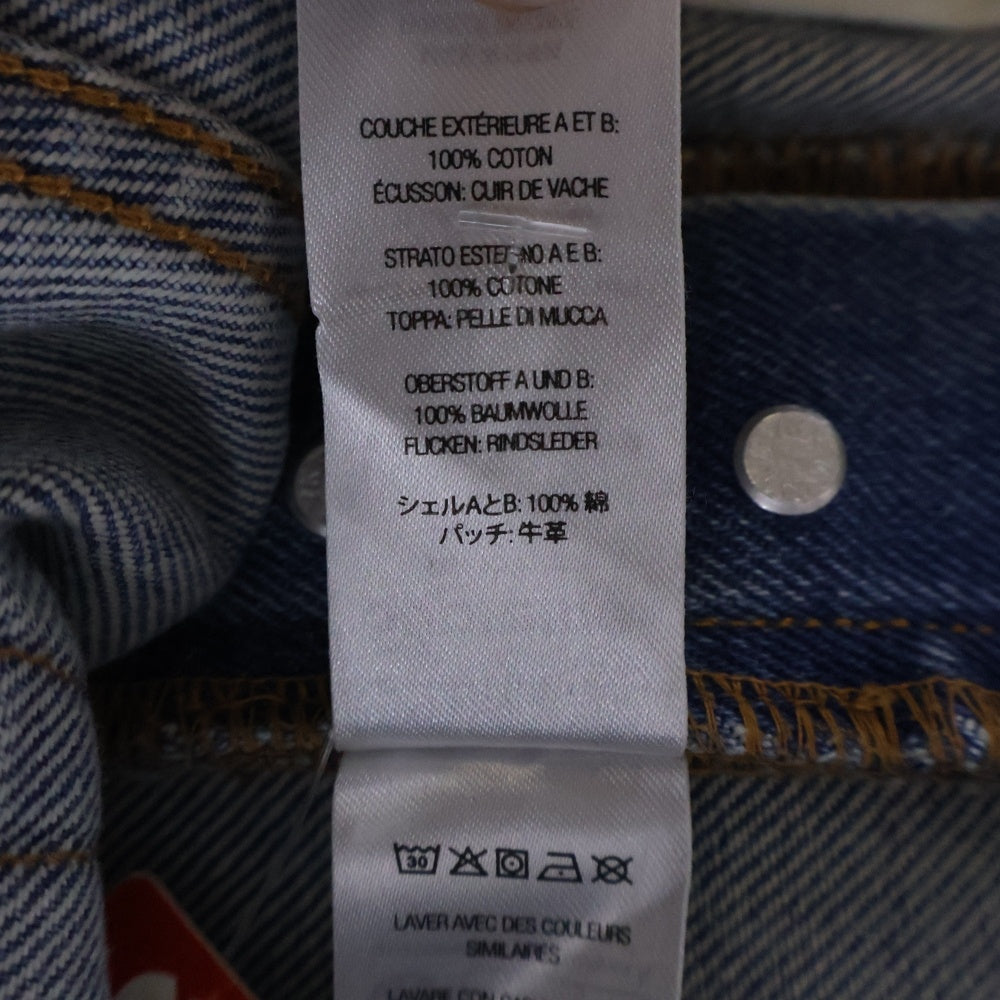 COUCHE EXTÉRIEURE A ET B:
100% COTON
ÉCUSSON: CUIR DE VACHE
STRATO ESTERNO A E B:
100% COTONE
TOPPA: PELLE DI MUCCA
OBERSTOFF A UND B:
100% BAUMWOLLE
FLICKEN: RINDSLEDER
シェルAとB: 100% 綿
パッチ: 牛革
30
LAVER AVEC DES COULEURS
SIMILAIRES
LAVARE CON